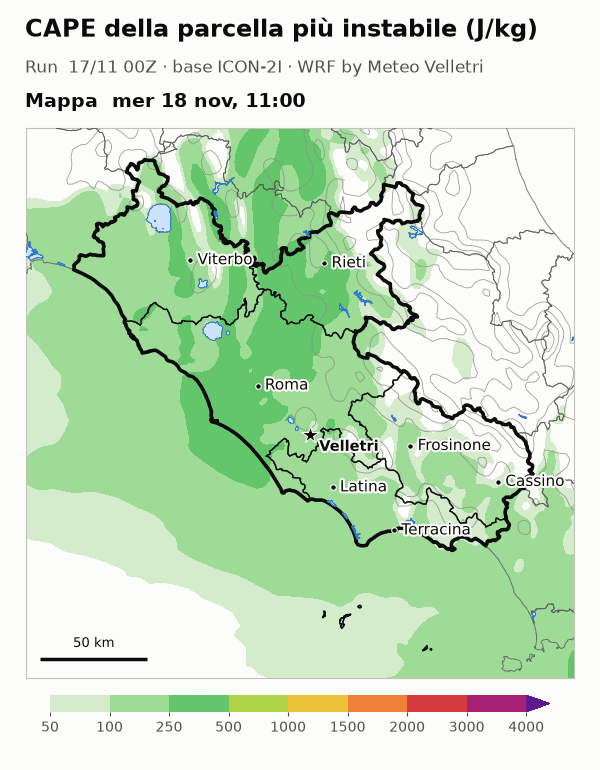 CAPE della parcella più instabile (J/kg)
Run  17/11 00Z · base ICON-2I · WRF by Meteo Velletri
Mappa  mer 18 nov, 11:00
Viterbo
Rieti
Roma
Velletri
Frosinone
Cassino
Latina
Terracina
50 km
50 100 250 500 1000 1500 2000 3000 4000